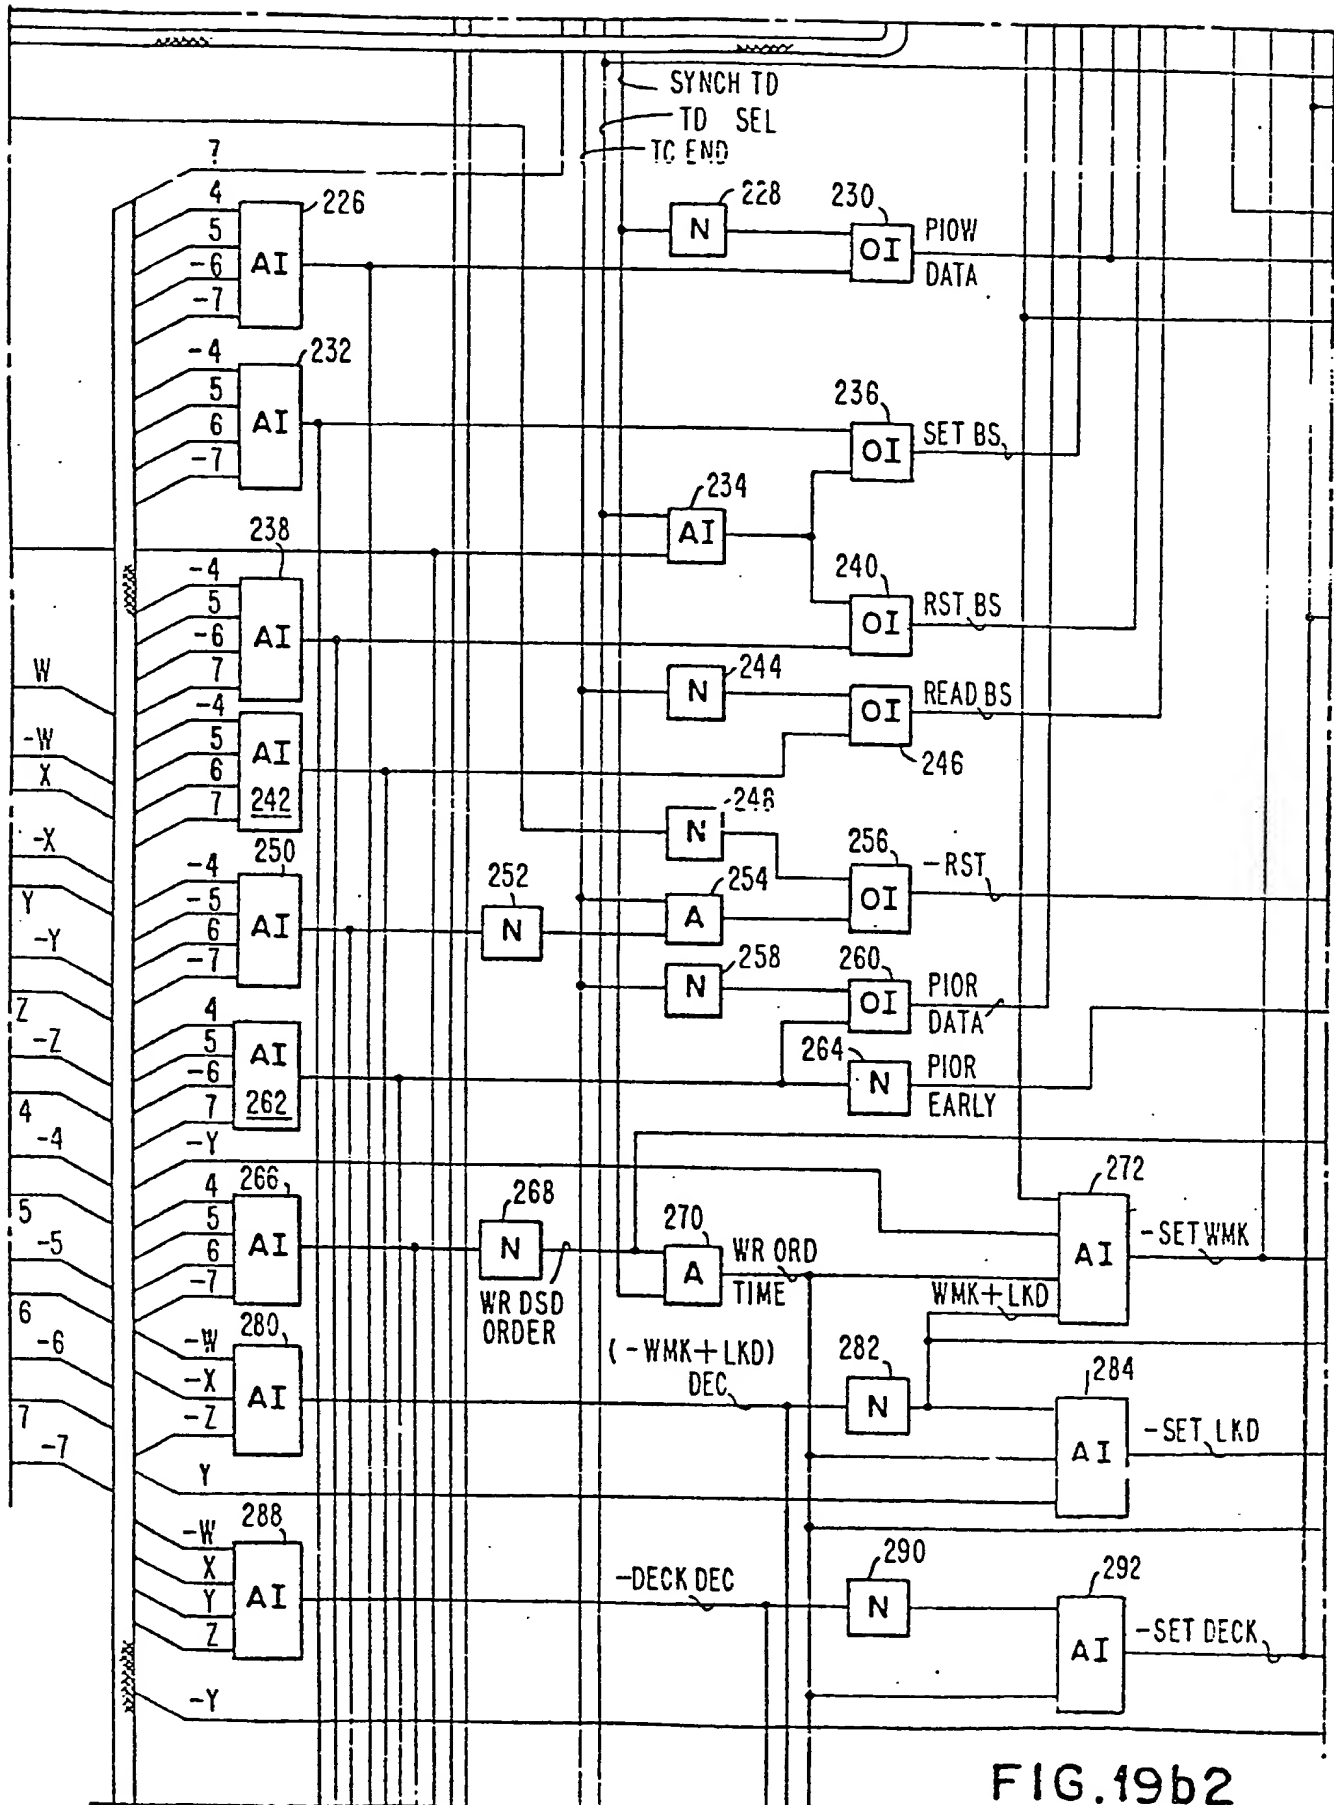 SYNCH TD
TD SEL
TC END
7
4
5
-6
-7
AI
226
N
228
230
OI
PIOW
DATA
-4
5
6
-7
AI
232
236
OI
SET BS
234
AI
238
-4
5
-6
7
AI
240
OI
RST BS
244
N
OI
READ BS
246
-4
5
6
7
AI
242
248
N
256
OI
-RST
250
-4
-5
6
-7
AI
252
N
254
A
258
N
260
OI
PIOR
DATA
264
N
PIOR
EARLY
4
5
-6
7
AI
262
-Y
266
4
5
6
-7
AI
268
N
WR DSD
ORDER
270
A
WR ORD
TIME
272
AI
-SET WMK
WMK+LKD
280
-W
-X
-Z
AI
(-WMK+LKD)
DEC
282
N
284
AI
-SET LKD
Y
288
-W
X
Y
Z
AI
-DECK DEC
290
N
292
AI
-SET DECK
-Y
W
-W
X
-X
Y
-Y
Z
-Z
4
-4
5
-5
6
-6
7
-7
FIG.19b2